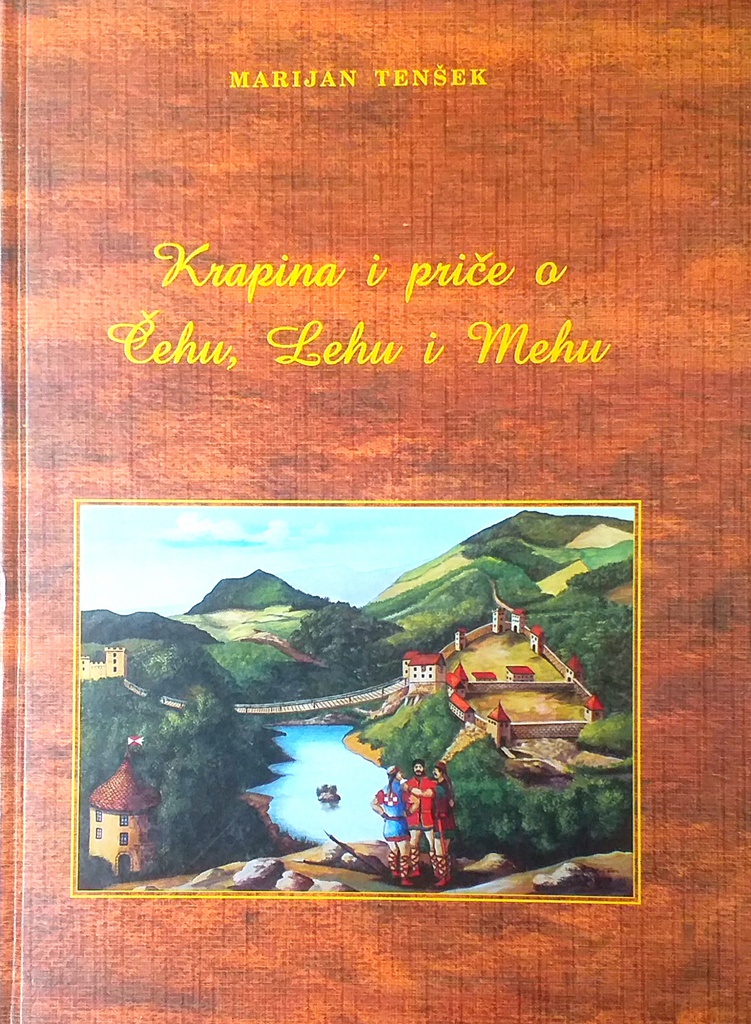 MARIJAN TENŠEK
Krapina i priče o
Čehu, Lehu i Mehu